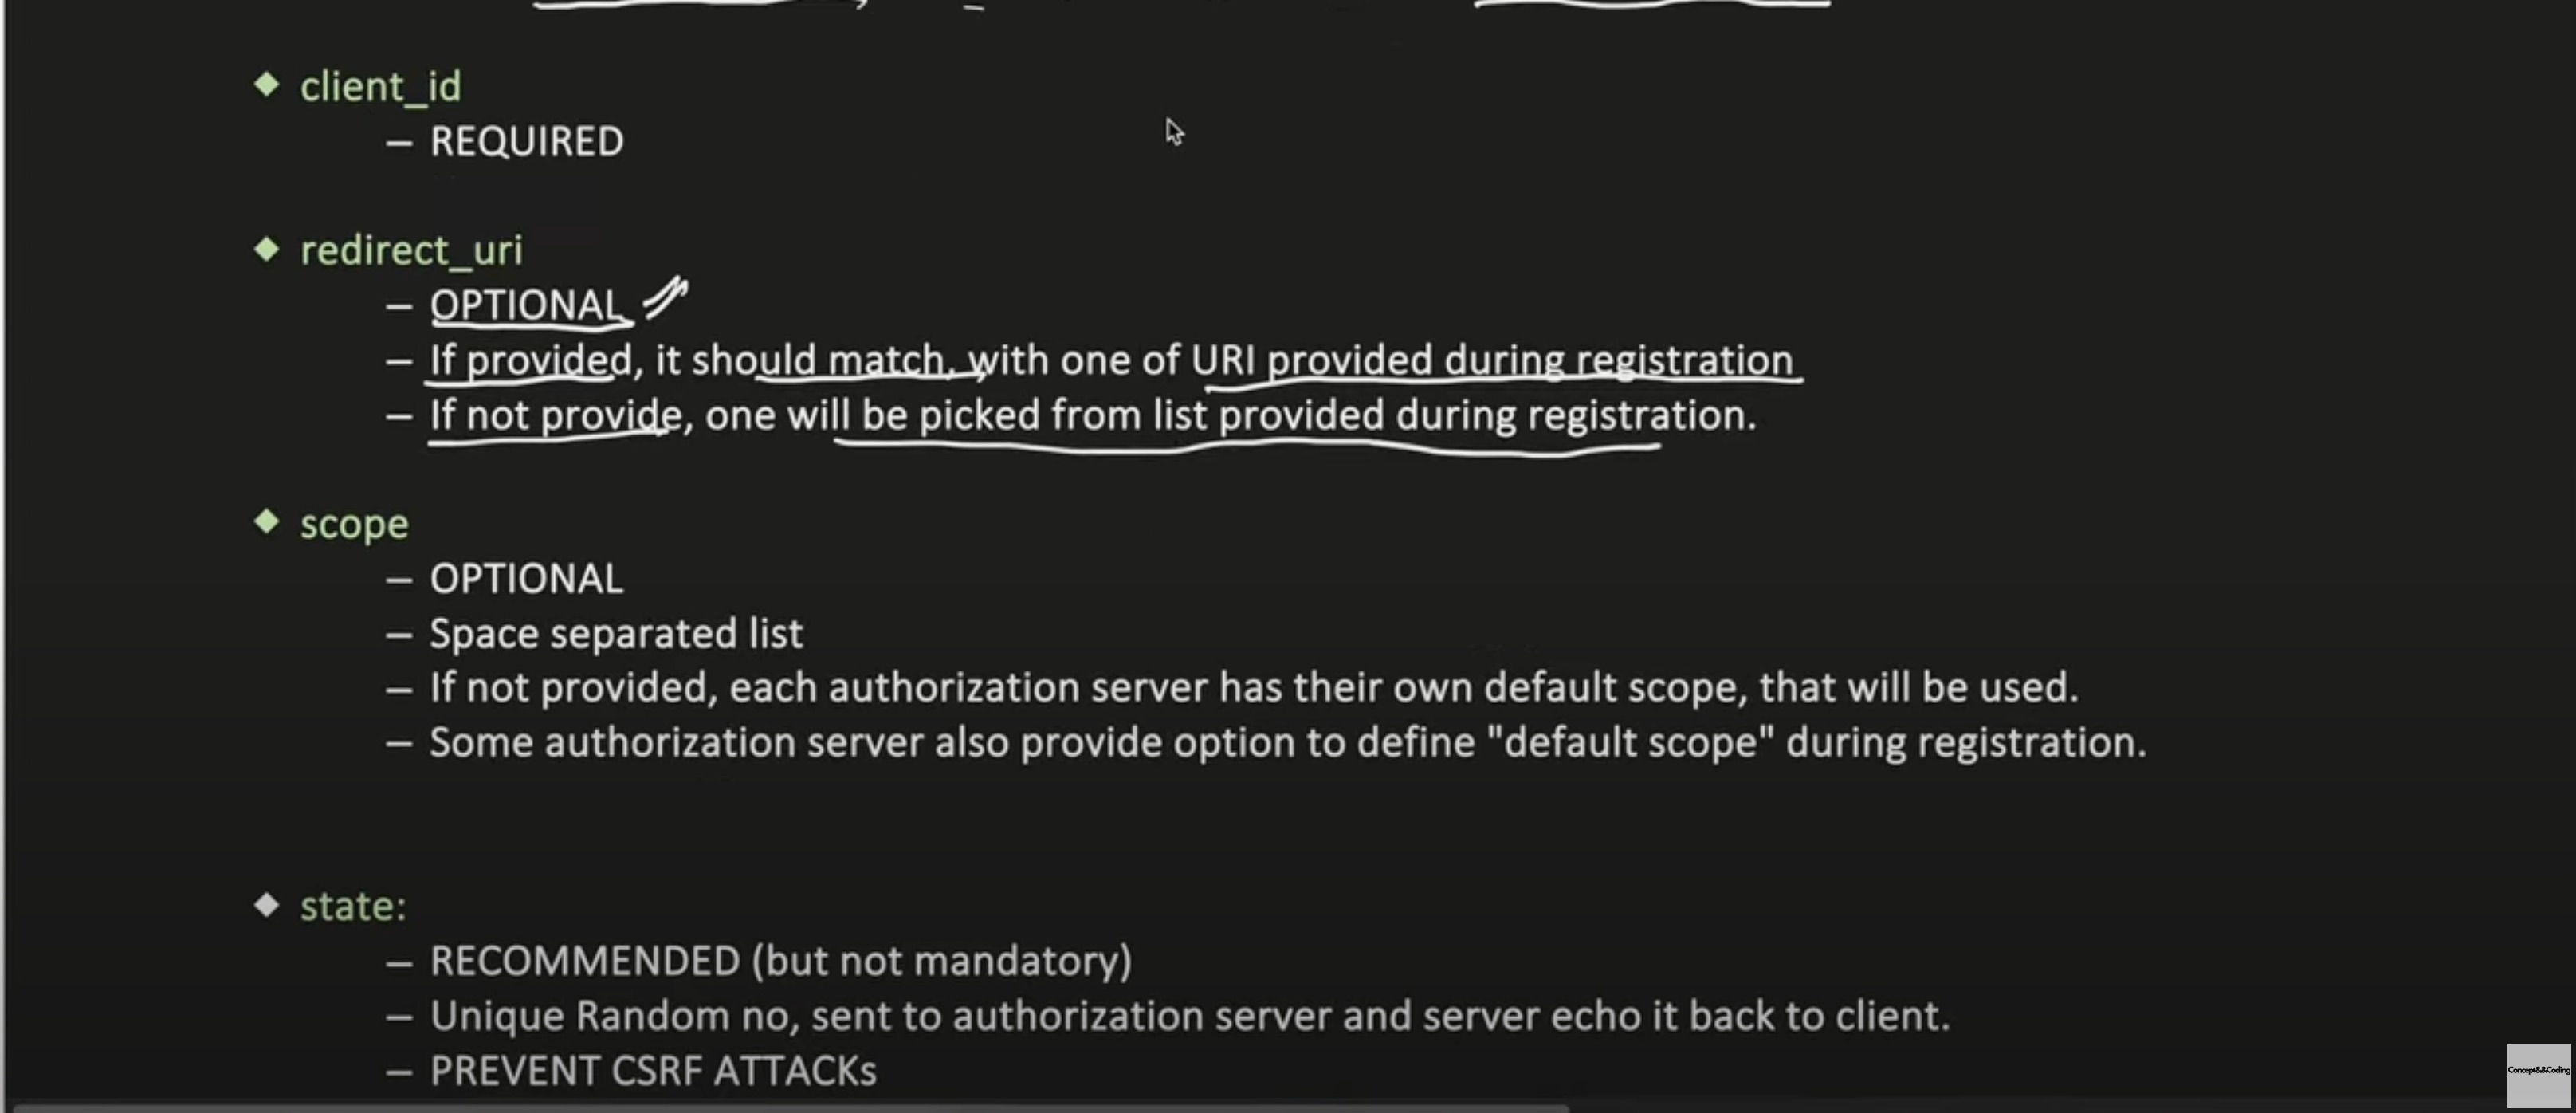 ◆ client_id
– REQUIRED
◆ redirect_uri
– OPTIONAL
– If provided, it should match, with one of URI provided during registration
– If not provide, one will be picked from list provided during registration.
◆ scope
– OPTIONAL
– Space separated list
– If not provided, each authorization server has their own default scope, that will be used.
– Some authorization server also provide option to define "default scope" during registration.
◆ state:
– RECOMMENDED (but not mandatory)
– Unique Random no, sent to authorization server and server echo it back to client.
– PREVENT CSRF ATTACKs
Concept&&Coding